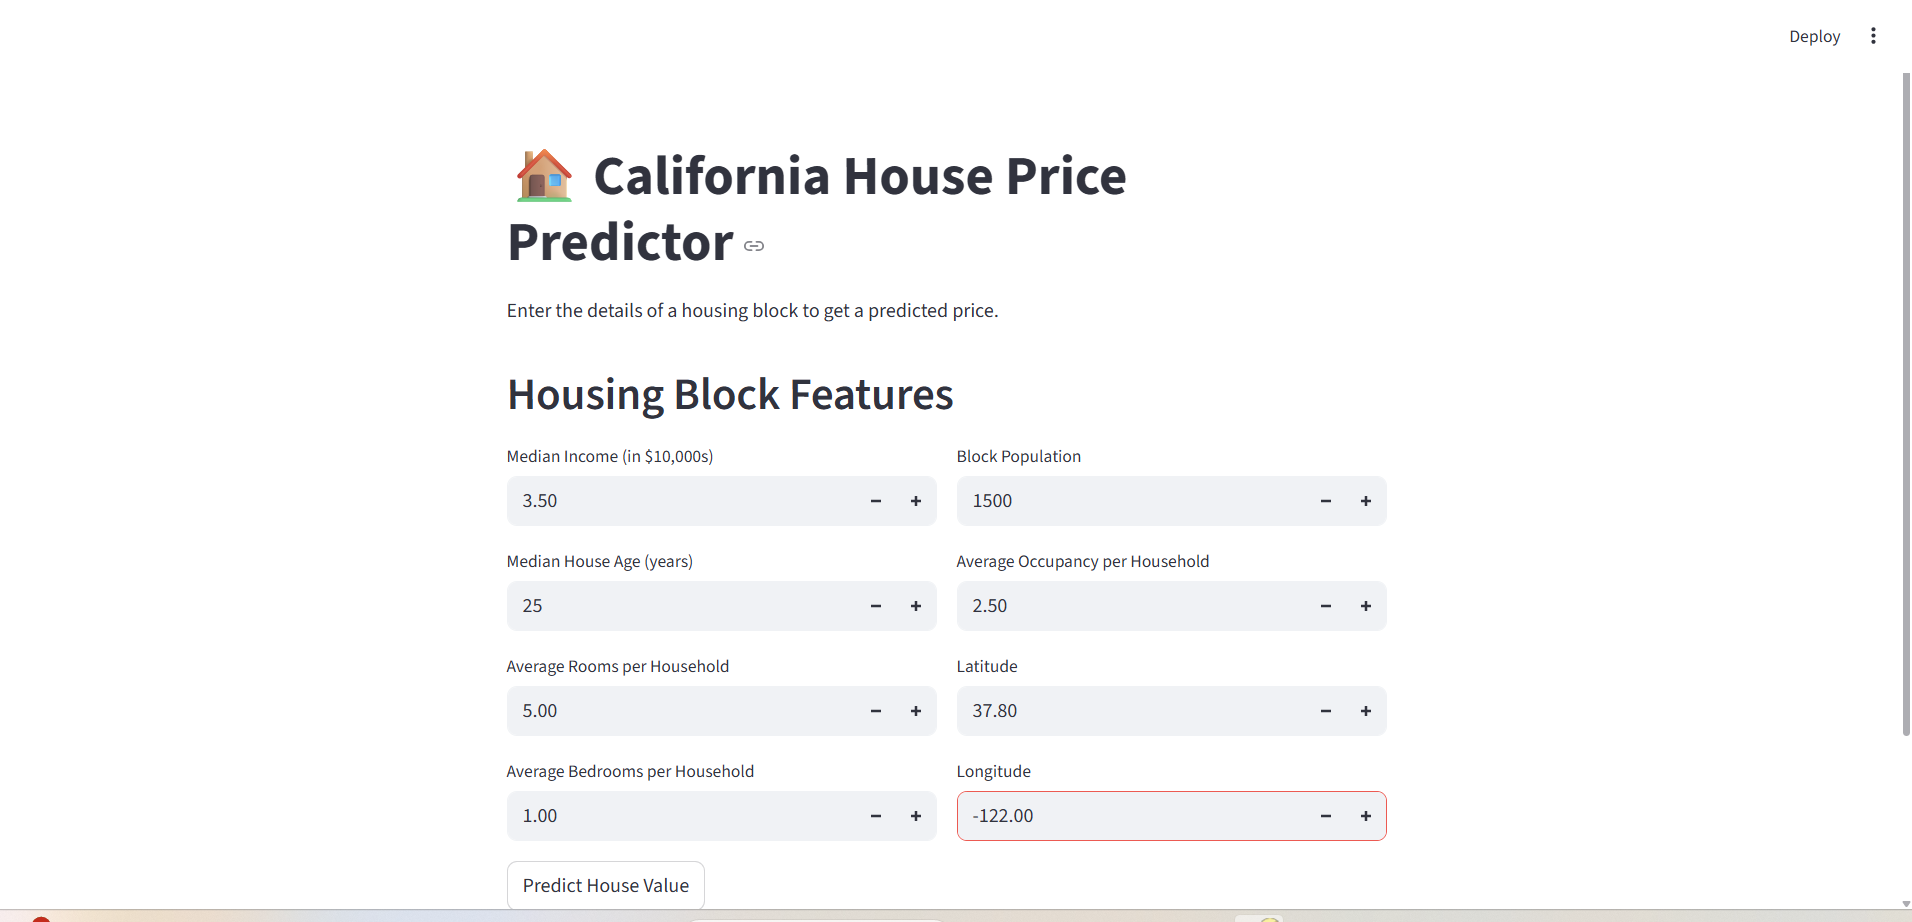 Deploy
California House Price
Predictor
Enter the details of a housing block to get a predicted price.
Housing Block Features
Median Income (in $10,000s)
3.50
Median House Age (years)
25
Average Rooms per Household
5.00
Average Bedrooms per Household
1.00
Block Population
1500
Average Occupancy per Household
2.50
Latitude
37.80
Longitude
-122.00
Predict House Value